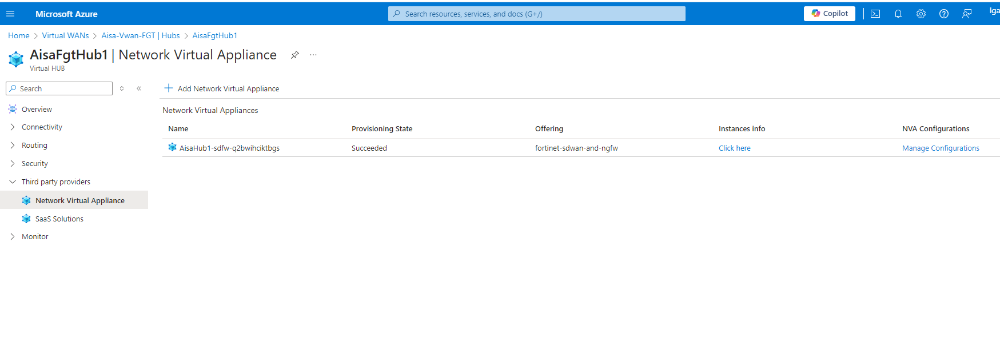 Microsoft Azure
Search resources, services, and docs (G+/)
Copilot
Home > Virtual WANs > Aisa-Vwan-FGT | Hubs > AisaFgtHub1
AisaFgtHub1 | Network Virtual Appliance
Virtual HUB
Search
Add Network Virtual Appliance
Overview
Connectivity
Routing
Security
Third party providers
Network Virtual Appliance
SaaS Solutions
Monitor
Network Virtual Appliances
Name Provisioning State Offering Instances info NVA Configurations
AisaHub1-sdfw-q2bwihciktbgs Succeeded fortinet-sdwan-and-ngfw Click here Manage Configurations